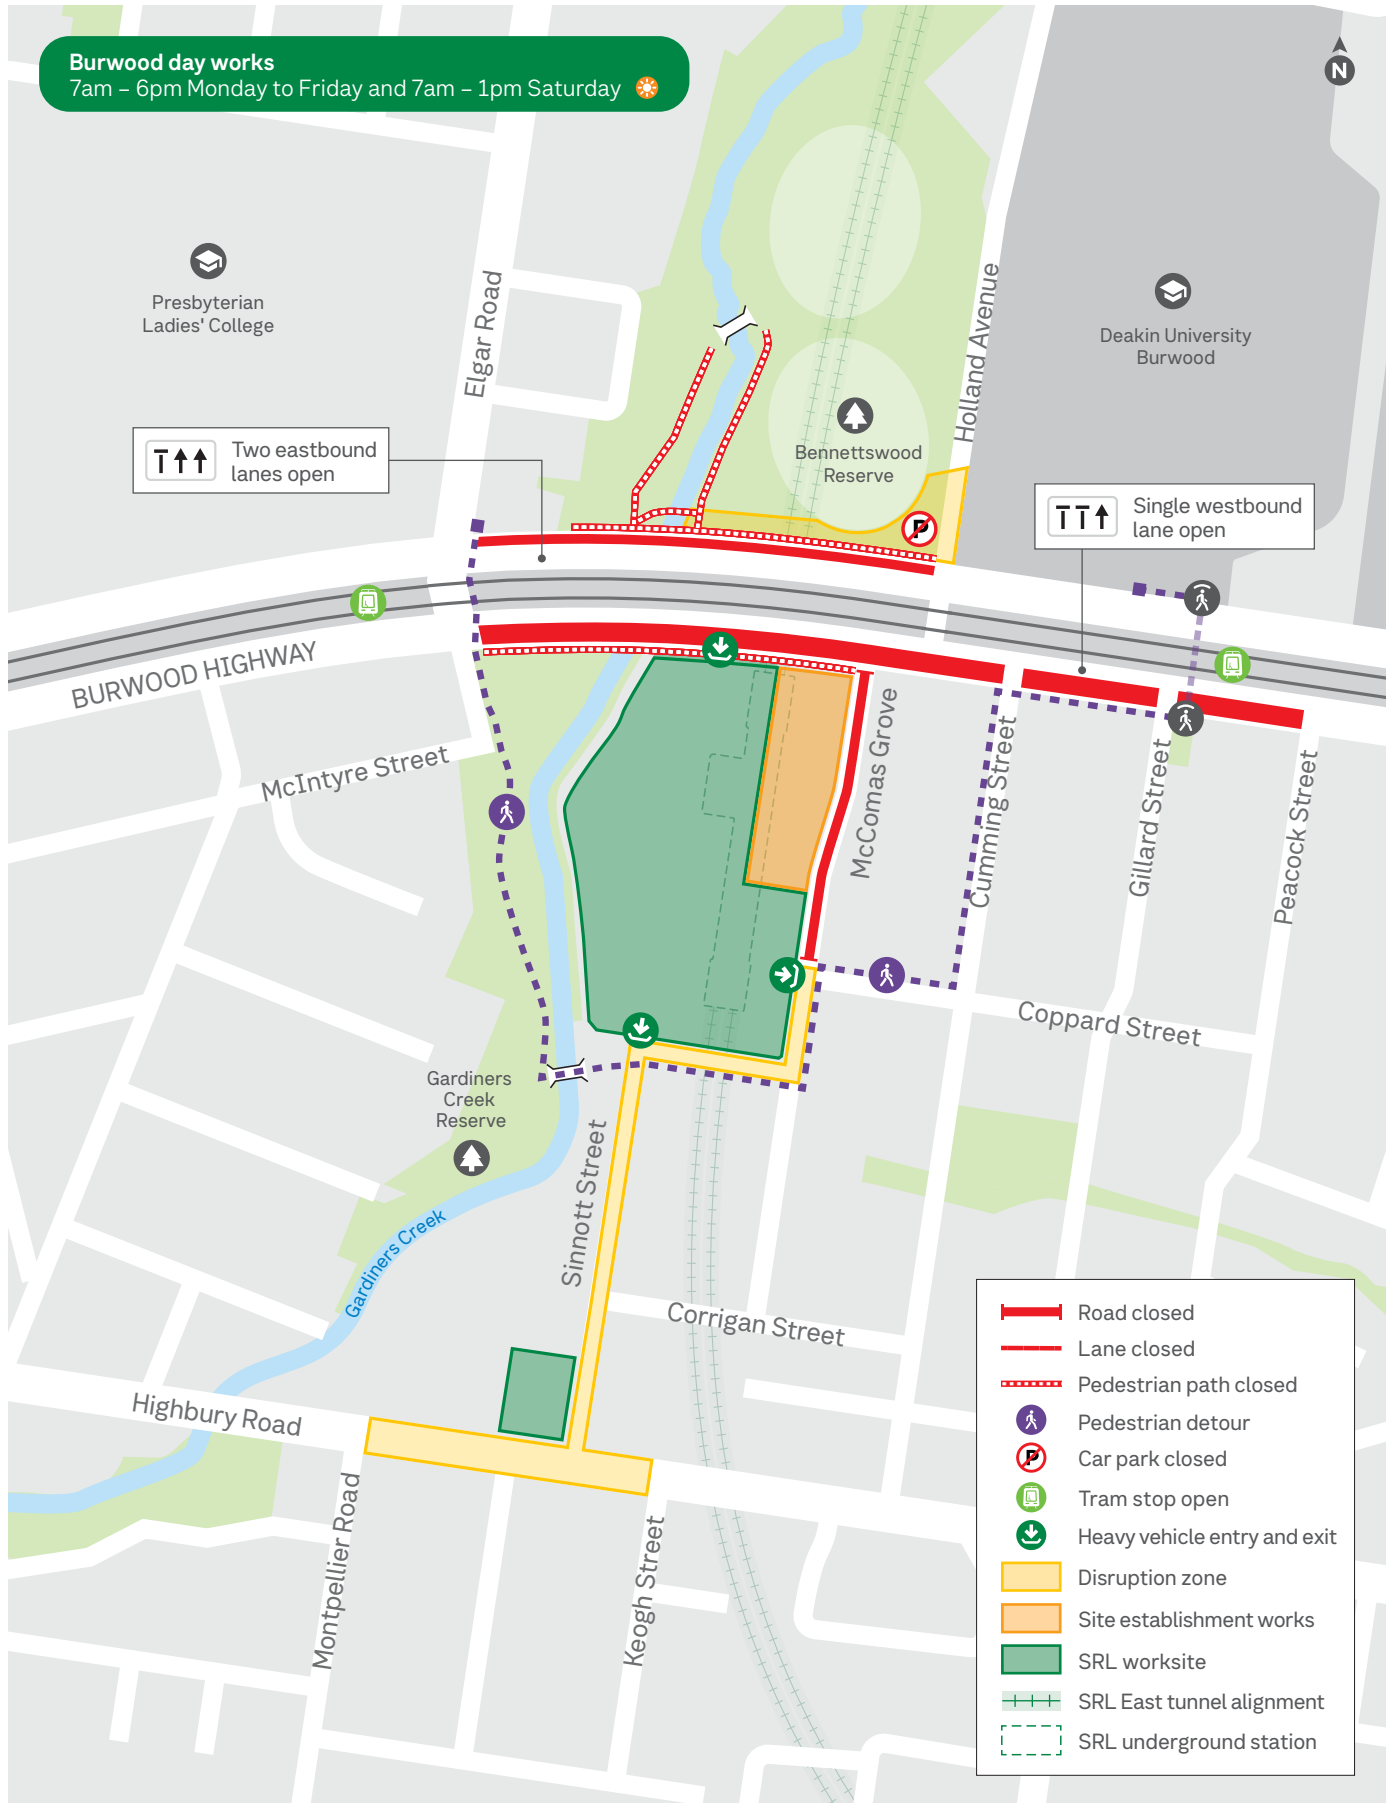 Burwood day works
7am – 6pm Monday to Friday and 7am – 1pm Saturday
N
Presbyterian
Ladies' College
Elgar Road
Holland Avenue
Deakin University
Burwood
Two eastbound
lanes open
Bennettswood
Reserve
P
Single westbound
lane open
BURWOOD HIGHWAY
McIntyre Street
McComas Grove
Cumming Street
Gillard Street
Peacock Street
Coppard Street
Gardiners
Creek
Reserve
Sinnott Street
Gardiners Creek
Corrigan Street
Highbury Road
Montpellier Road
Keogh Street
Road closed
Lane closed
Pedestrian path closed
Pedestrian detour
P
Car park closed
Tram stop open
Heavy vehicle entry and exit
Disruption zone
Site establishment works
SRL worksite
SRL East tunnel alignment
SRL underground station